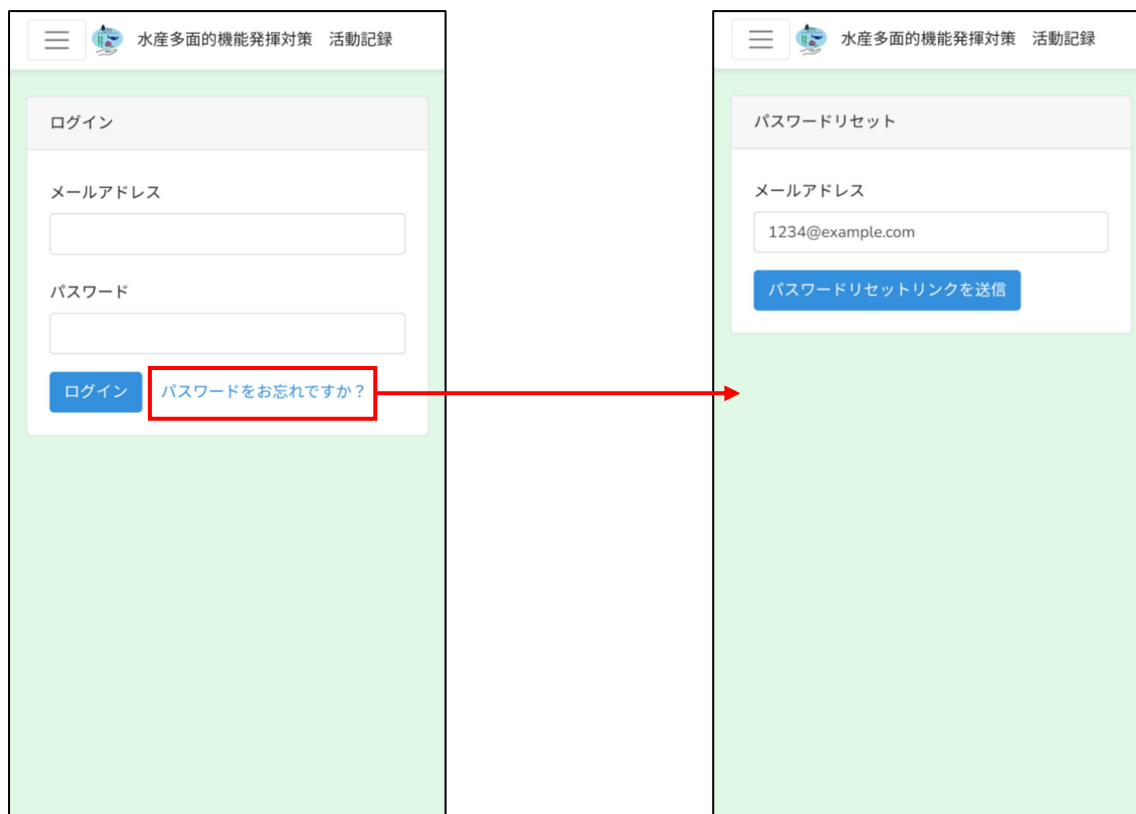 水産多面的機能発揮対策　活動記録
ログイン
メールアドレス
パスワード
ログイン
パスワードをお忘れですか？
水産多面的機能発揮対策　活動記録
パスワードリセット
メールアドレス
1234@example.com
パスワードリセットリンクを送信